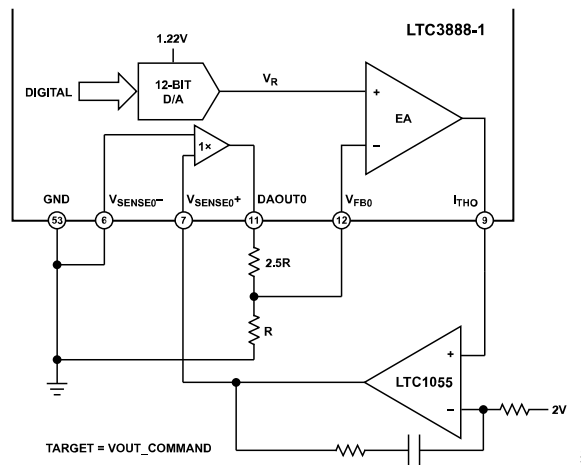 LTC3888-1
1.22V
DIGITAL
12-BIT
D/A
VR
+
EA
−
1×
GND
VSENSE0−
VSENSE0+
DAOUT0
VFB0
ITHO
53
6
7
11
12
9
2.5R
R
+
LTC1055
−
2V
TARGET = VOUT_COMMAND